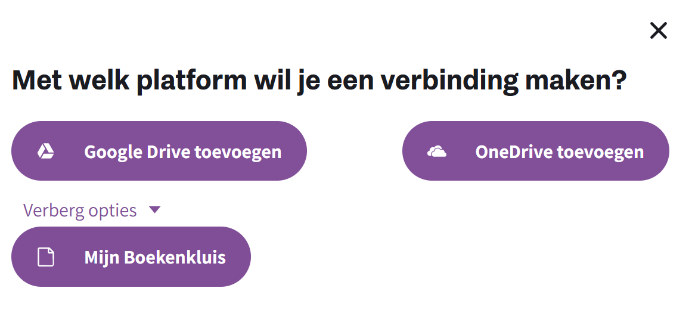 Met welk platform wil je een verbinding maken?
Google Drive toevoegen
OneDrive toevoegen
Verberg opties
Mijn Boekenkluis